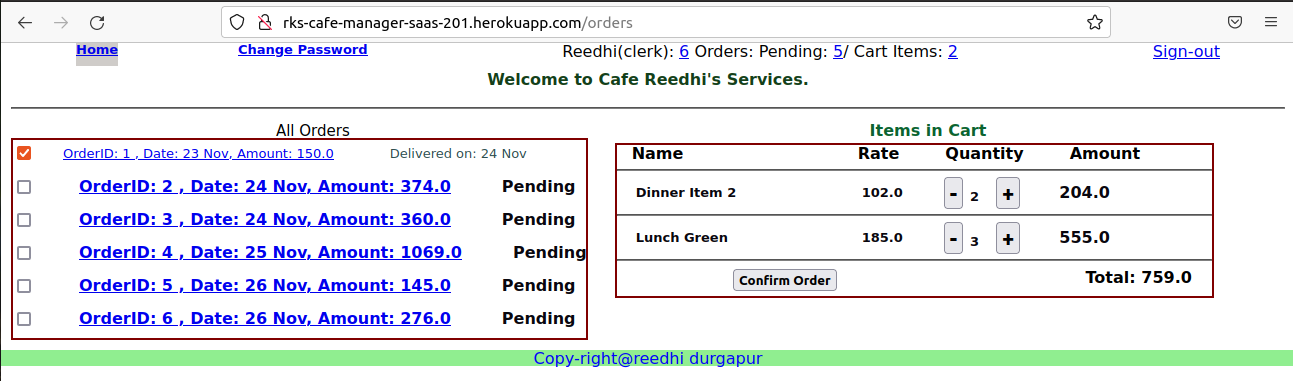 rks-cafe-manager-saas-201.herokuapp.com/orders
Home Change Password Reedhi(clerk): 6 Orders: Pending: 5/ Cart Items: 2 Sign-out
Welcome to Cafe Reedhi's Services.
All Orders
OrderID: 1 , Date: 23 Nov, Amount: 150.0 Delivered on: 24 Nov
OrderID: 2 , Date: 24 Nov, Amount: 374.0 Pending
OrderID: 3 , Date: 24 Nov, Amount: 360.0 Pending
OrderID: 4 , Date: 25 Nov, Amount: 1069.0 Pending
OrderID: 5 , Date: 26 Nov, Amount: 145.0 Pending
OrderID: 6 , Date: 26 Nov, Amount: 276.0 Pending
Items in Cart
Name Rate Quantity Amount
Dinner Item 2 102.0 - 2 + 204.0
Lunch Green 185.0 - 3 + 555.0
Confirm Order Total: 759.0
Copy-right@reedhi durgapur